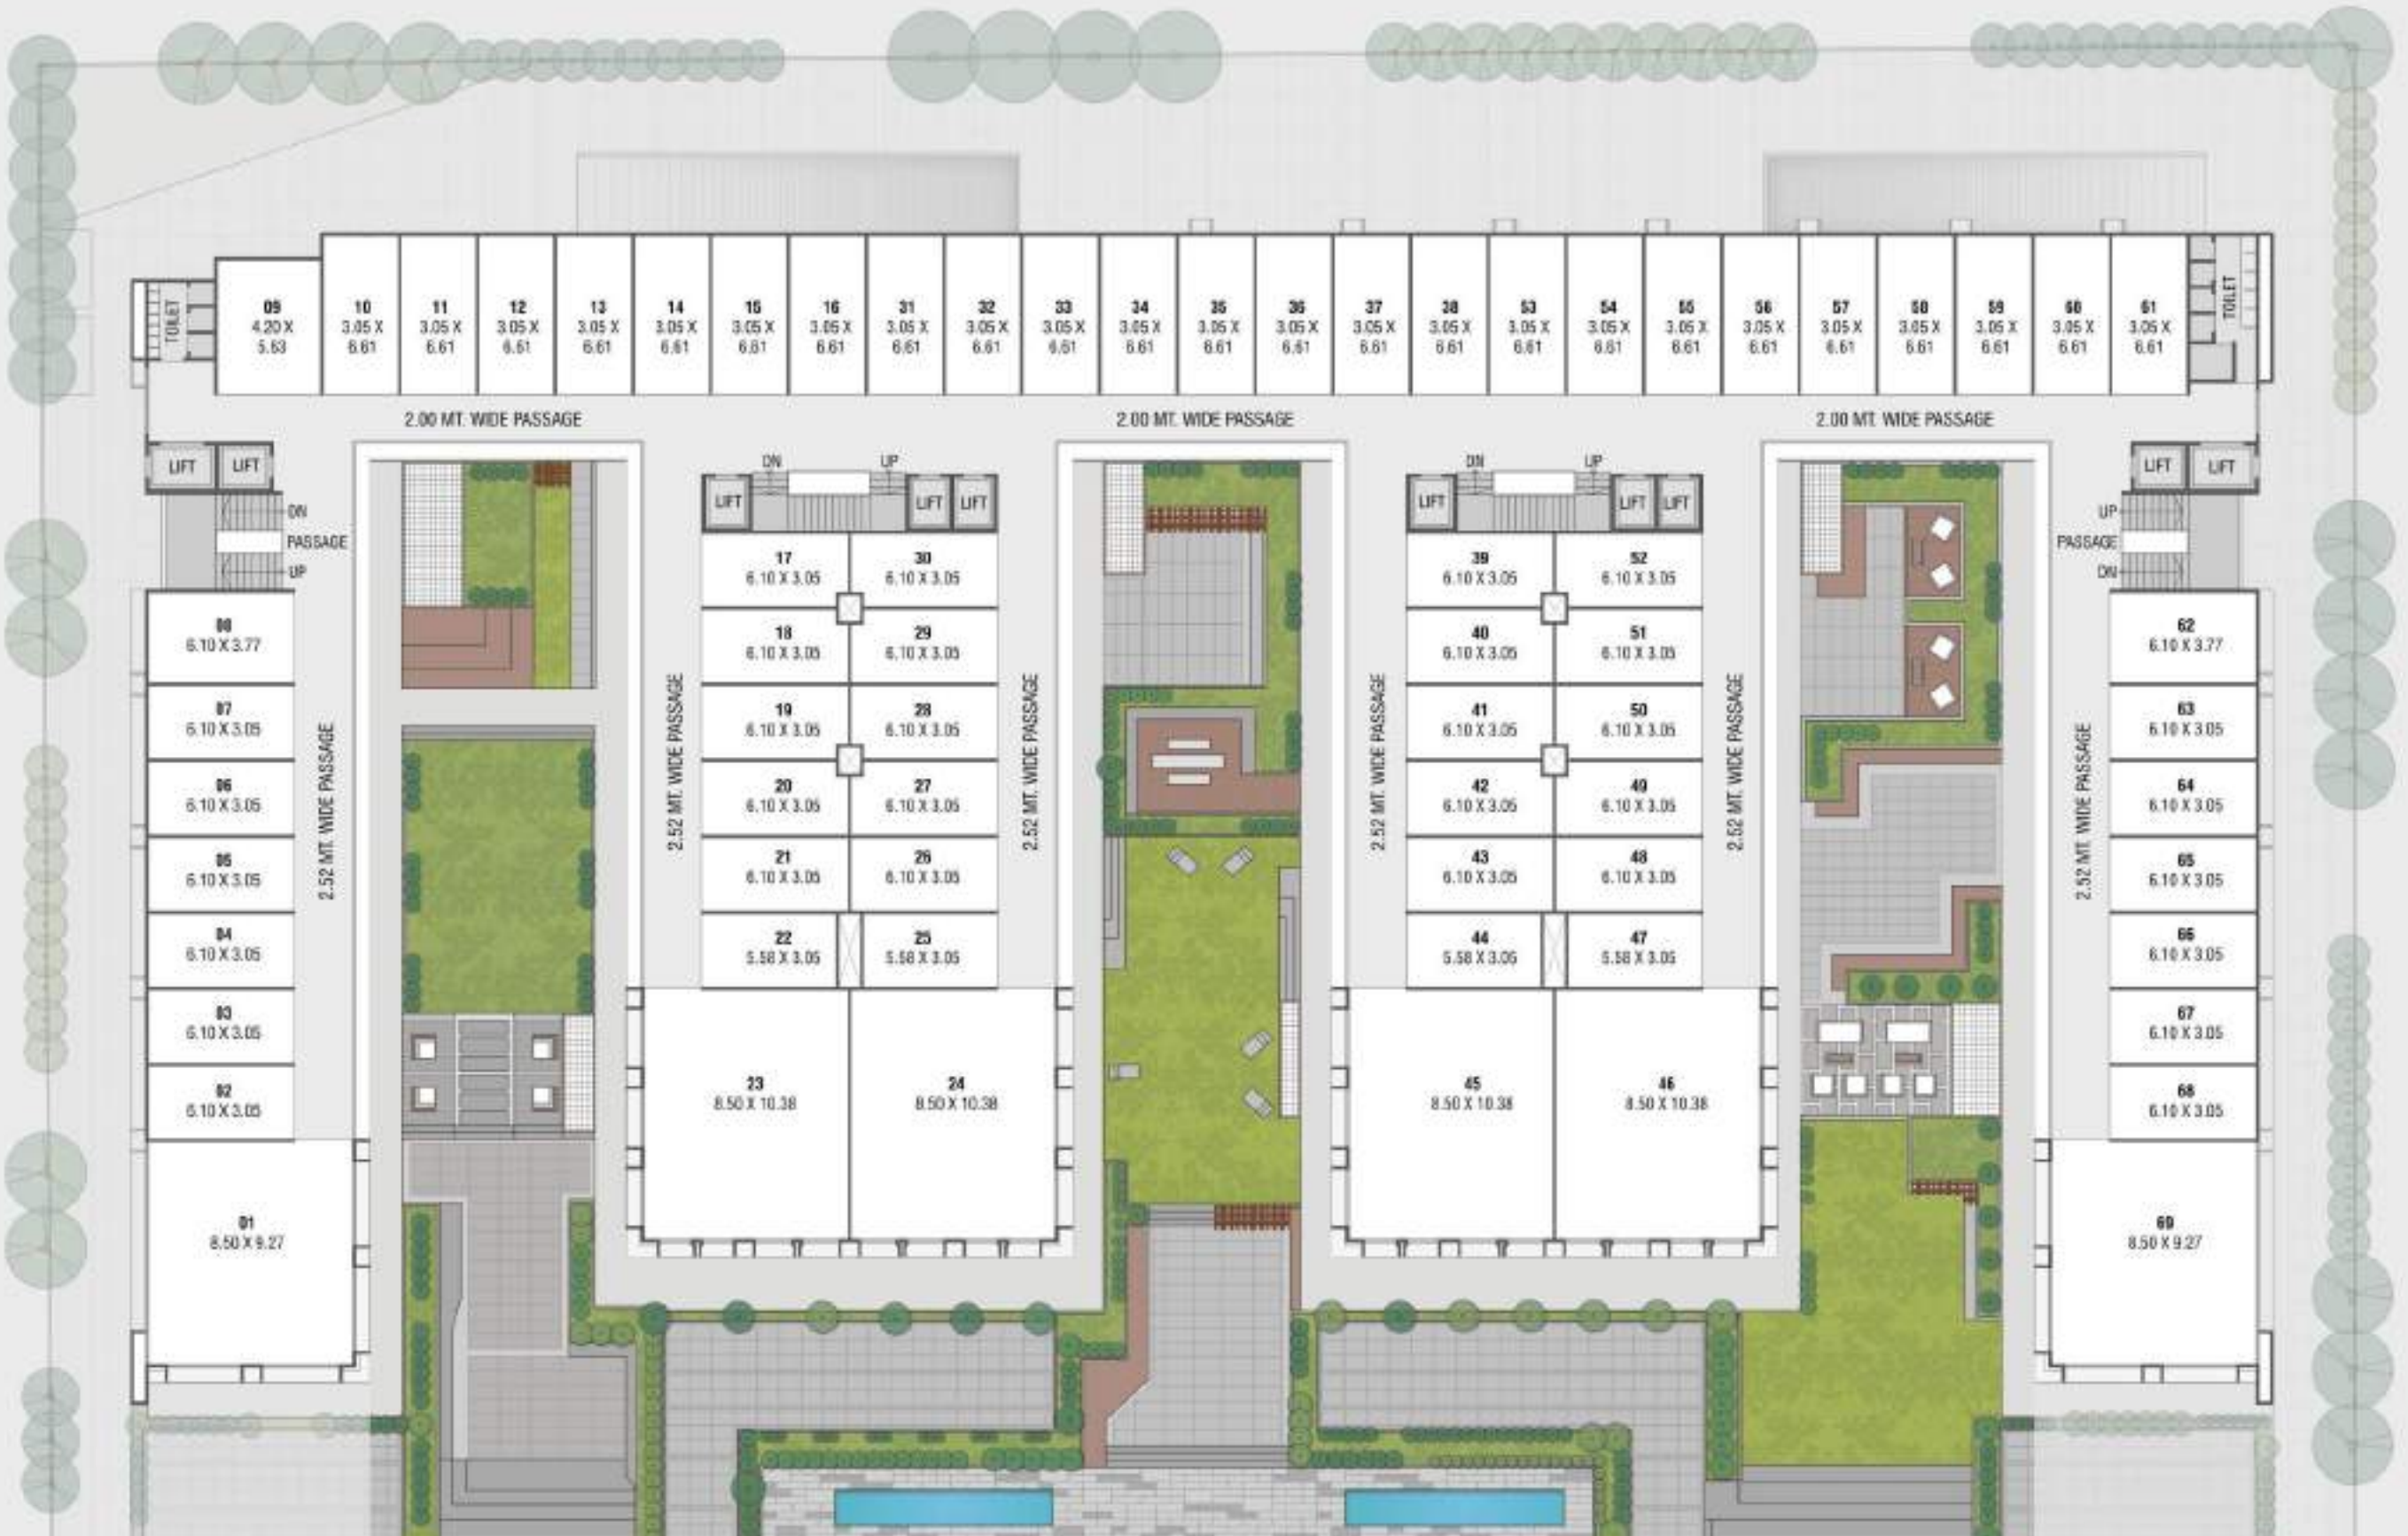 TOILET
09
4.20 X
5.63
10
3.05 X
6.61
11
3.05 X
6.61
12
3.05 X
6.61
13
3.05 X
6.61
14
3.05 X
6.61
15
3.05 X
6.61
16
3.05 X
6.61
31
3.05 X
6.61
32
3.05 X
6.61
33
3.05 X
6.61
34
3.05 X
6.61
35
3.05 X
6.61
36
3.05 X
6.61
37
3.05 X
6.61
38
3.05 X
6.61
53
3.05 X
6.61
54
3.05 X
6.61
55
3.05 X
6.61
56
3.05 X
6.61
57
3.05 X
6.61
58
3.05 X
6.61
59
3.05 X
6.61
60
3.05 X
6.61
61
3.05 X
6.61
TOILET
2.00 MT. WIDE PASSAGE
2.00 MT. WIDE PASSAGE
2.00 MT. WIDE PASSAGE
LIFT
LIFT
DN
PASSAGE
UP
08
6.10 X 3.77
07
6.10 X 3.05
06
6.10 X 3.05
05
6.10 X 3.05
04
6.10 X 3.05
03
6.10 X 3.05
02
6.10 X 3.05
01
8.50 X 9.27
2.52 MT. WIDE PASSAGE
2.52 MT. WIDE PASSAGE
DN
UP
LIFT
LIFT
LIFT
17
6.10 X 3.05
30
6.10 X 3.05
18
6.10 X 3.05
29
6.10 X 3.05
19
6.10 X 3.05
28
6.10 X 3.05
20
6.10 X 3.05
27
6.10 X 3.05
21
6.10 X 3.05
26
6.10 X 3.05
22
5.58 X 3.05
25
5.58 X 3.05
23
8.50 X 10.38
24
8.50 X 10.38
2.52 MT. WIDE PASSAGE
2.52 MT. WIDE PASSAGE
DN
UP
LIFT
LIFT
LIFT
39
6.10 X 3.05
52
6.10 X 3.05
40
6.10 X 3.05
51
6.10 X 3.05
41
6.10 X 3.05
50
6.10 X 3.05
42
6.10 X 3.05
49
6.10 X 3.05
43
6.10 X 3.05
48
6.10 X 3.05
44
5.58 X 3.05
47
5.58 X 3.05
45
8.50 X 10.38
46
8.50 X 10.38
2.52 MT. WIDE PASSAGE
2.52 MT. WIDE PASSAGE
LIFT
LIFT
UP
PASSAGE
DN
62
6.10 X 3.77
63
6.10 X 3.05
64
6.10 X 3.05
65
6.10 X 3.05
66
6.10 X 3.05
67
6.10 X 3.05
68
6.10 X 3.05
69
8.50 X 9.27